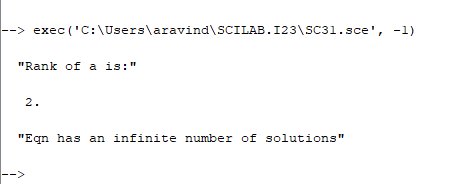 --> exec('C:\Users\aravind\SCILAB.I23\SC31.sce', -1)
"Rank of a is:"
2.
"Eqn has an infinite number of solutions"
-->